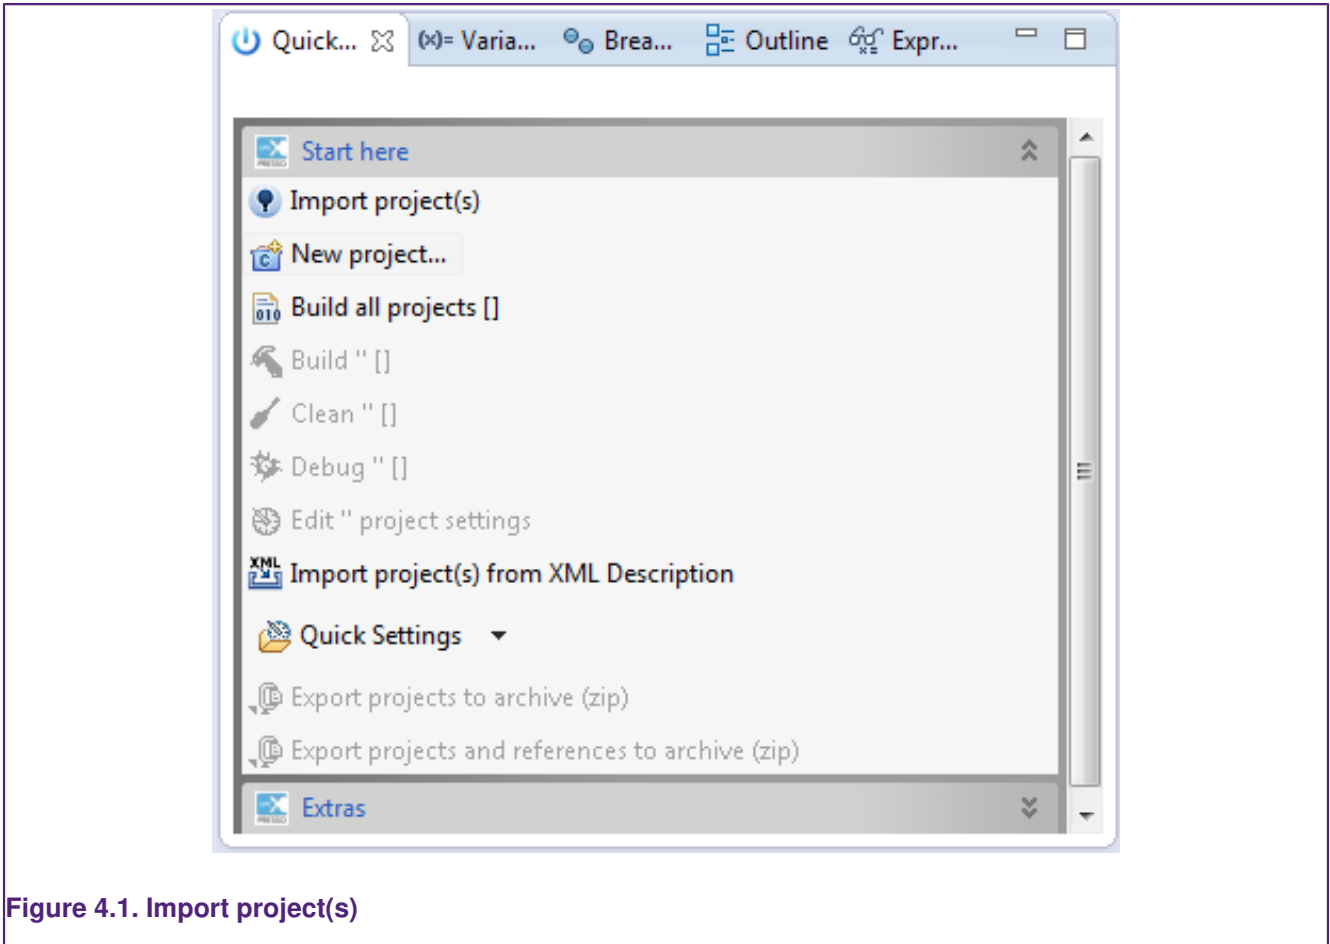 Quick... (x)= Varia... Brea... Outline Expr...
Start here
Import project(s)
New project...
Build all projects []
Build '' []
Clean '' []
Debug '' []
Edit '' project settings
XML Import project(s) from XML Description
Quick Settings
Export projects to archive (zip)
Export projects and references to archive (zip)
Extras
Figure 4.1. Import project(s)